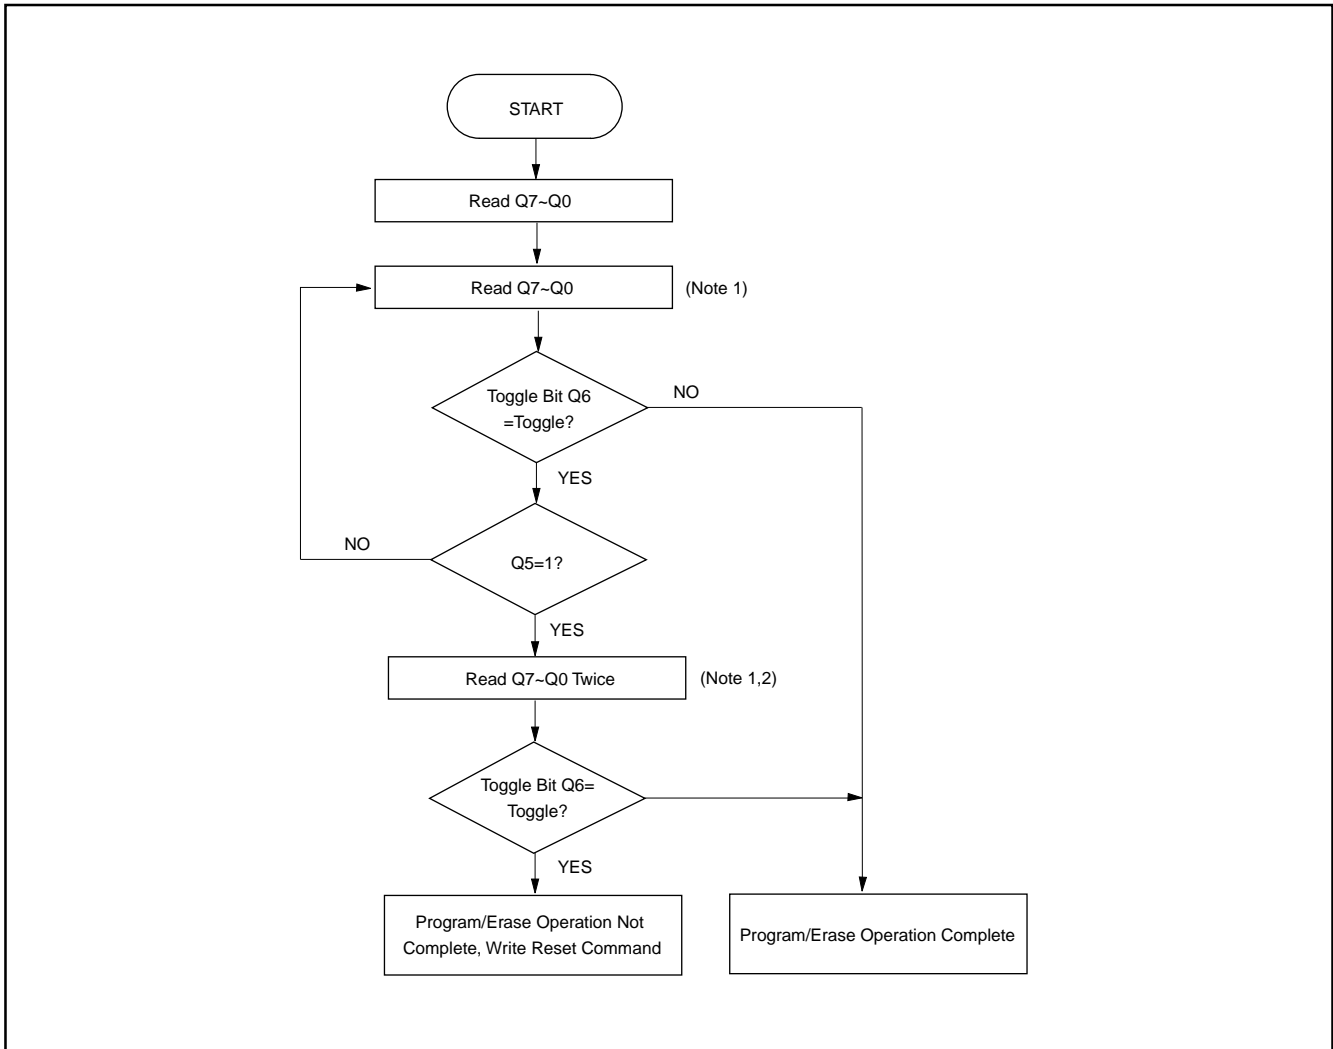 START
Read Q7~Q0
Read Q7~Q0
(Note 1)
Toggle Bit Q6
=Toggle?
NO
YES
NO
Q5=1?
YES
Read Q7~Q0 Twice
(Note 1,2)
Toggle Bit Q6=
Toggle?
YES
Program/Erase Operation Not
Complete, Write Reset Command
Program/Erase Operation Complete